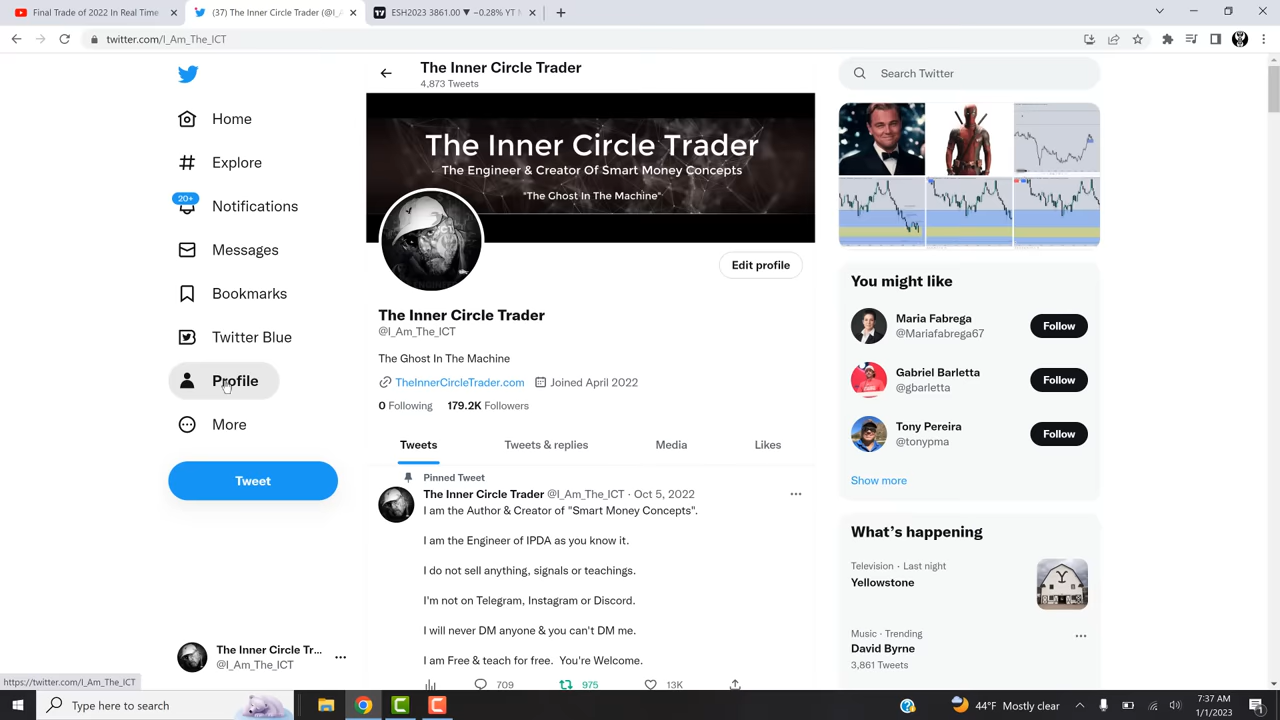 Final Trade of 2022 In Real Time
(37) The Inner Circle Trader (@I_A
ESH2023 3861.00 ▼ −0.28% YT M
twitter.com/I_Am_The_ICT
The Inner Circle Trader
4,873 Tweets
Search Twitter
Home
Explore
20+
Notifications
Messages
Bookmarks
Twitter Blue
Profile
More
Tweet
The Inner Circle Tr...
@I_Am_The_ICT
https://twitter.com/I_Am_The_ICT
The Inner Circle Trader
The Engineer & Creator Of Smart Money Concepts
"The Ghost In The Machine"
Edit profile
The Inner Circle Trader
@I_Am_The_ICT
The Ghost In The Machine
TheInnerCircleTrader.com Joined April 2022
0 Following 179.2K Followers
Tweets Tweets & replies Media Likes
Pinned Tweet
The Inner Circle Trader @I_Am_The_ICT · Oct 5, 2022
I am the Author & Creator of "Smart Money Concepts".
I am the Engineer of IPDA as you know it.
I do not sell anything, signals or teachings.
I'm not on Telegram, Instagram or Discord.
I will never DM anyone & you can't DM me.
I am Free & teach for free. You're Welcome.
709 975 13K
You might like
Maria Fabrega
@Mariafabrega67
Follow
Gabriel Barletta
@gbarletta
Follow
Tony Pereira
@tonypma
Follow
Show more
What's happening
Television · Last night
Yellowstone
Music · Trending
David Byrne
3,861 Tweets
Type here to search
44°F Mostly clear
7:37 AM
1/1/2023